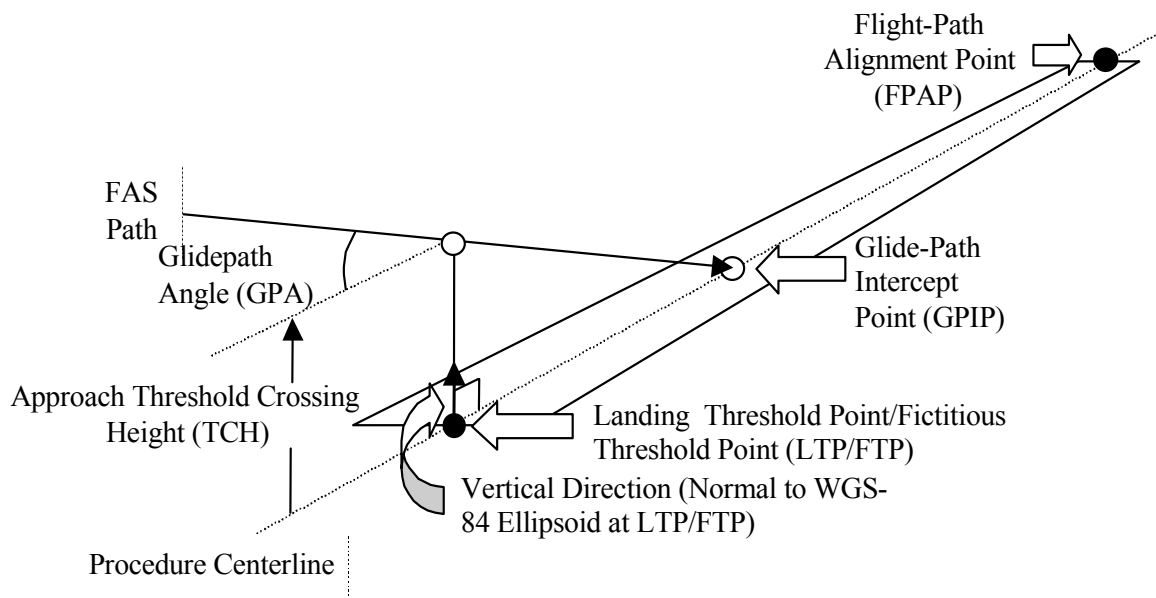 Flight-Path
Alignment Point
(FPAP)
FAS
Path
Glidepath
Angle (GPA)
Glide-Path
Intercept
Point (GPIP)
Approach Threshold Crossing
Height (TCH)
Landing Threshold Point/Fictitious
Threshold Point (LTP/FTP)
Vertical Direction (Normal to WGS-
84 Ellipsoid at LTP/FTP)
Procedure Centerline